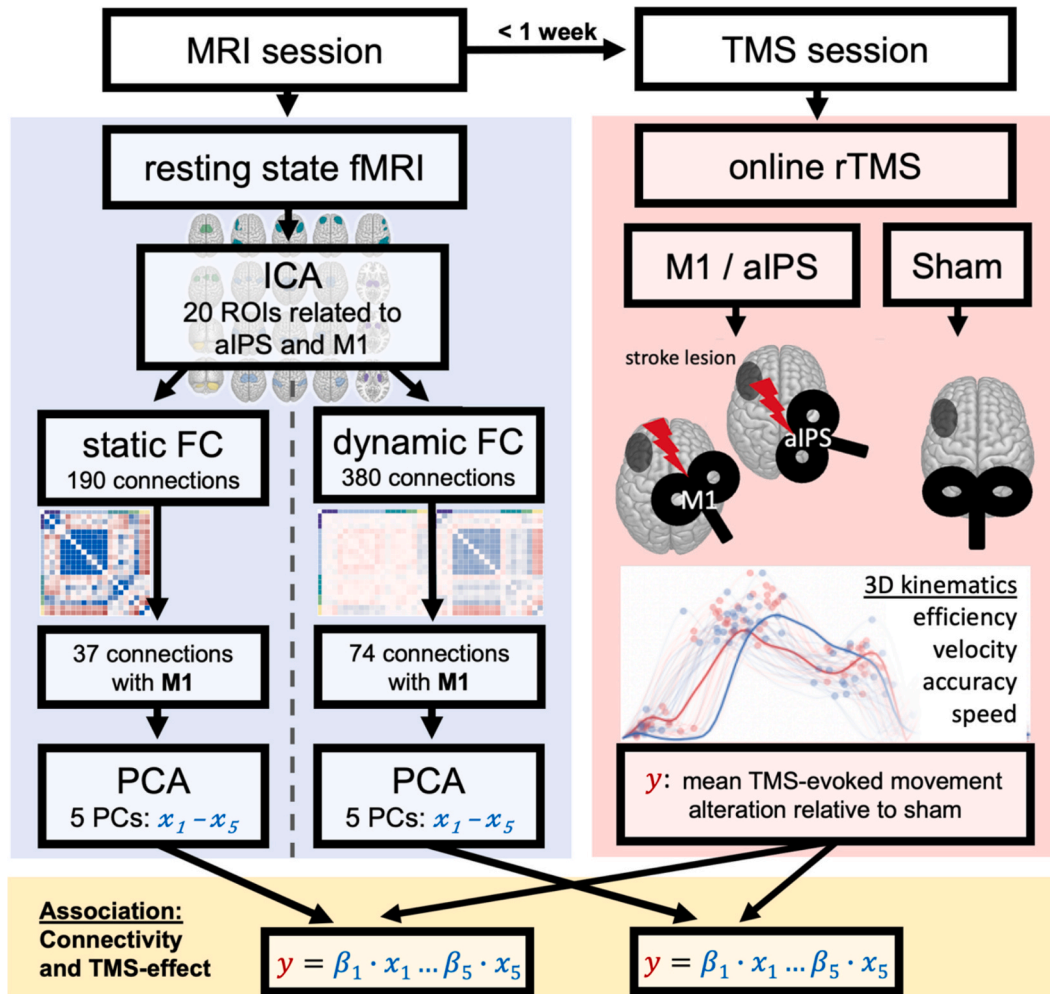 MRI session
< 1 week
TMS session
resting state fMRI
online rTMS
ICA
20 ROIs related to
aIPS and M1
M1 / aIPS
Sham
stroke lesion
static FC
190 connections
dynamic FC
380 connections
aIPS
M1
37 connections
with M1
74 connections
with M1
3D kinematics
efficiency
velocity
accuracy
speed
PCA
5 PCs: x₁ – x₅
PCA
5 PCs: x₁ – x₅
y: mean TMS-evoked movement
alteration relative to sham
Association:
Connectivity
and TMS-effect
y = β₁ · x₁ ... β₅ · x₅
y = β₁ · x₁ ... β₅ · x₅